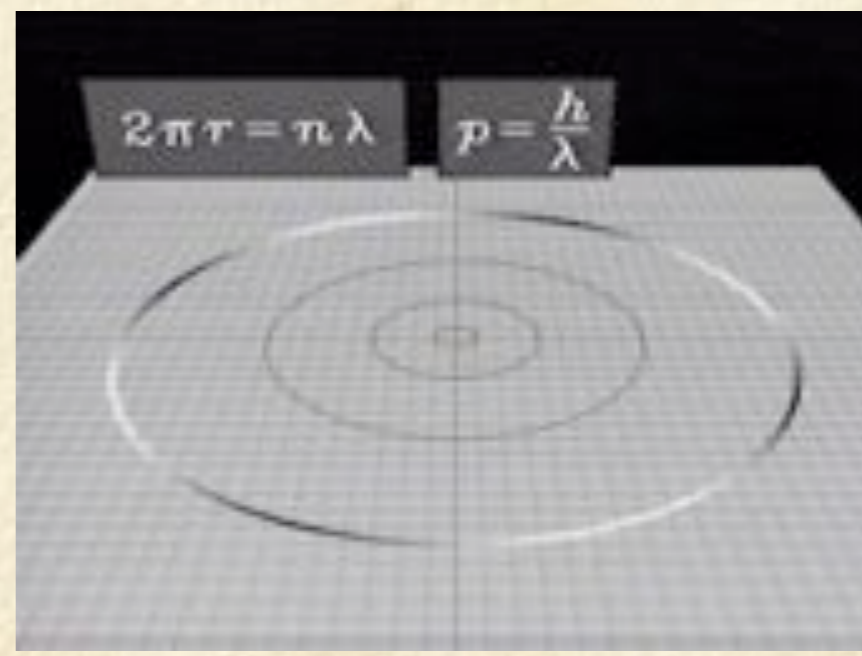 2πr = nλ
p = h/λ